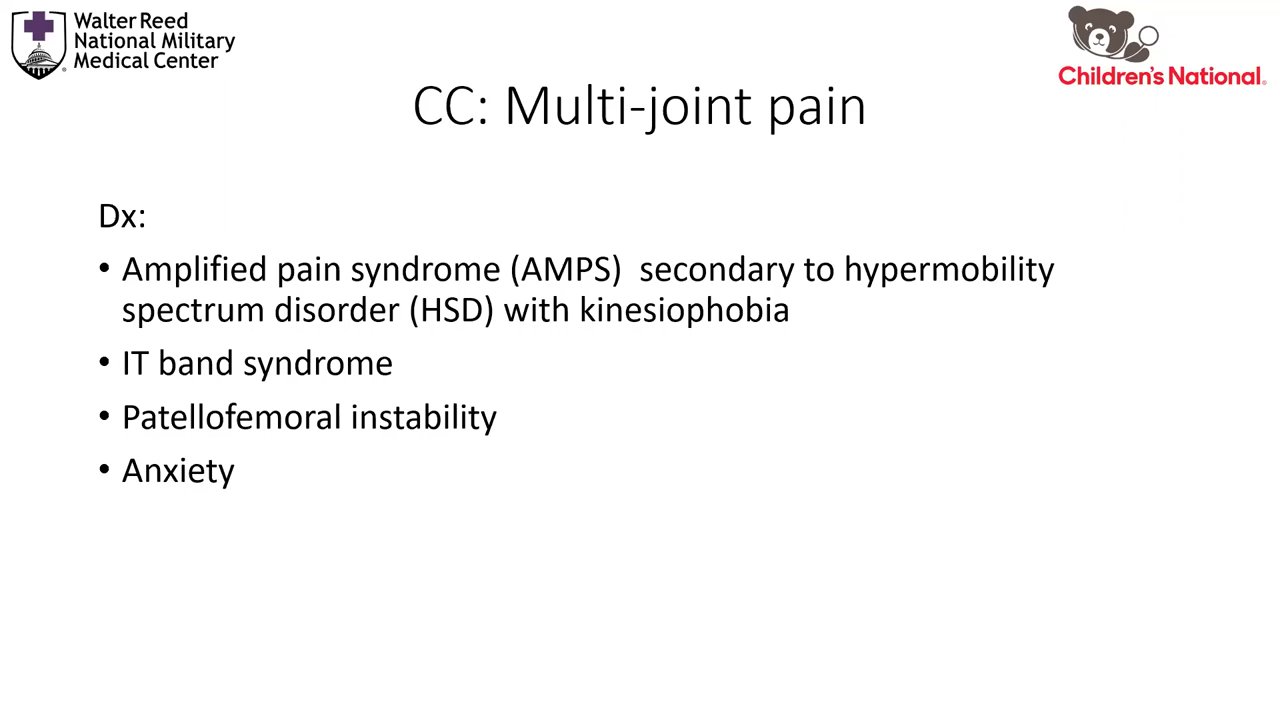 Walter Reed
National Military
Medical Center
Children's National
CC: Multi-joint pain
Dx:
• Amplified pain syndrome (AMPS)  secondary to hypermobility
spectrum disorder (HSD) with kinesiophobia
• IT band syndrome
• Patellofemoral instability
• Anxiety